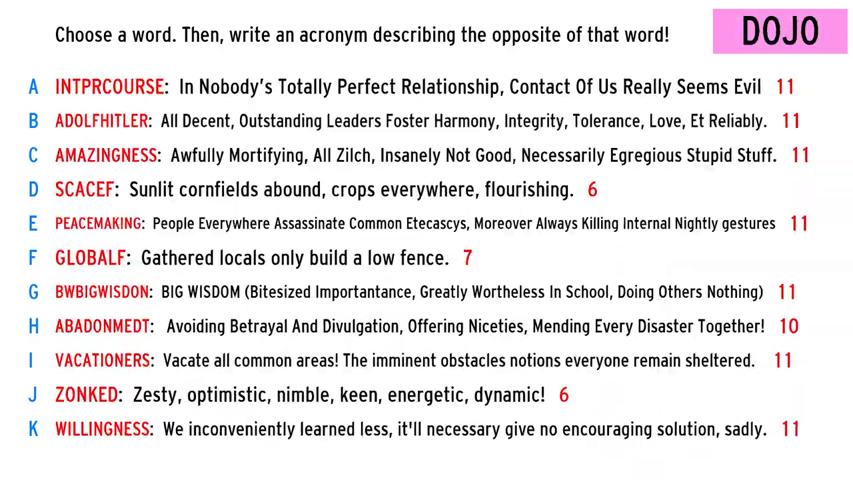 Choose a word. Then, write an acronym describing the opposite of that word!
DOJO
A INTPRCOURSE: In Nobody's Totally Perfect Relationship, Contact Of Us Really Seems Evil 11
B ADOLFHITLER: All Decent, Outstanding Leaders Foster Harmony, Integrity, Tolerance, Love, Et Reliably. 11
C AMAZINGNESS: Awfully Mortifying, All Zilch, Insanely Not Good, Necessarily Egregious Stupid Stuff. 11
D SCACEF: Sunlit cornfields abound, crops everywhere, flourishing. 6
E PEACEMAKING: People Everywhere Assassinate Common Etecascys, Moreover Always Killing Internal Nightly gestures 11
F GLOBALF: Gathered locals only build a low fence. 7
G BWBIGWISDON: BIG WISDOM (Bitesized Importantance, Greatly Wortheless In School, Doing Others Nothing) 11
H ABADONMEDT: Avoiding Betrayal And Divulgation, Offering Niceties, Mending Every Disaster Together! 10
I VACATIONERS: Vacate all common areas! The imminent obstacles notions everyone remain sheltered. 11
J ZONKED: Zesty, optimistic, nimble, keen, energetic, dynamic! 6
K WILLINGNESS: We inconveniently learned less, it'll necessary give no encouraging solution, sadly. 11